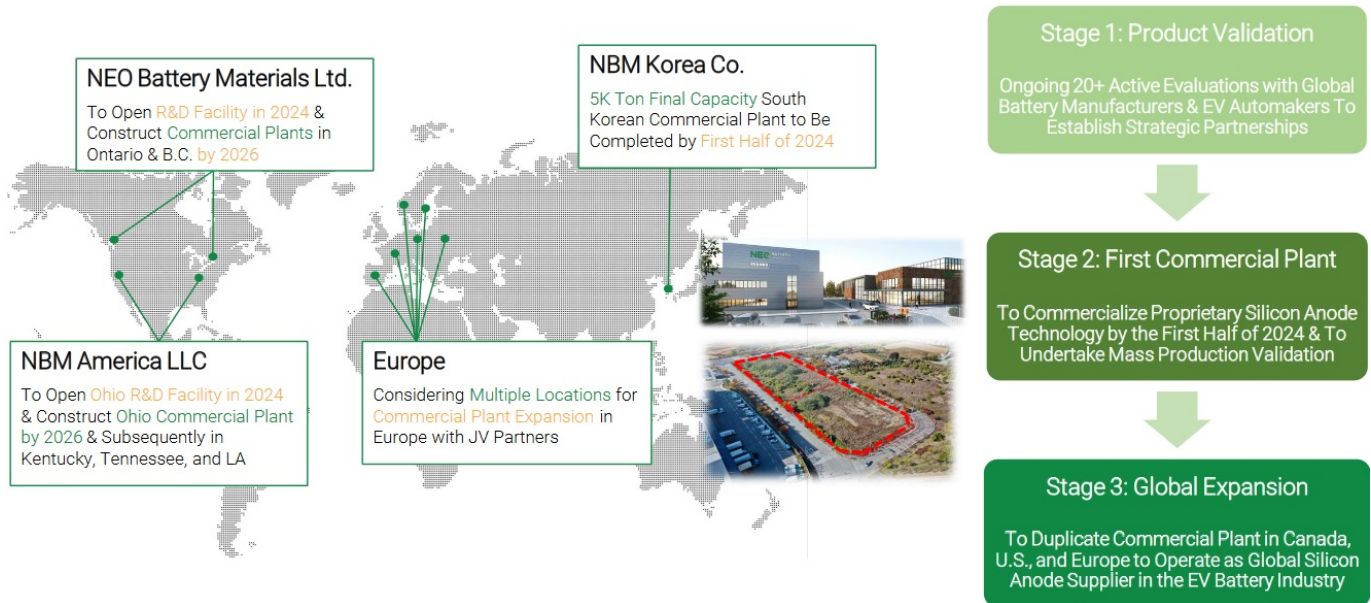 NEO Battery Materials Ltd.
To Open R&D Facility in 2024 &
Construct Commercial Plants in
Ontario & B.C. by 2026
NBM Korea Co.
5K Ton Final Capacity South
Korean Commercial Plant to Be
Completed by First Half of 2024
NBM America LLC
To Open Ohio R&D Facility in 2024
& Construct Ohio Commercial Plant
by 2026 & Subsequently in
Kentucky, Tennessee, and LA
Europe
Considering Multiple Locations for
Commercial Plant Expansion in
Europe with JV Partners
NEO
Stage 1: Product Validation
Ongoing 20+ Active Evaluations with Global
Battery Manufacturers & EV Automakers To
Establish Strategic Partnerships
Stage 2: First Commercial Plant
To Commercialize Proprietary Silicon Anode
Technology by the First Half of 2024 & To
Undertake Mass Production Validation
Stage 3: Global Expansion
To Duplicate Commercial Plant in Canada,
U.S., and Europe to Operate as Global Silicon
Anode Supplier in the EV Battery Industry